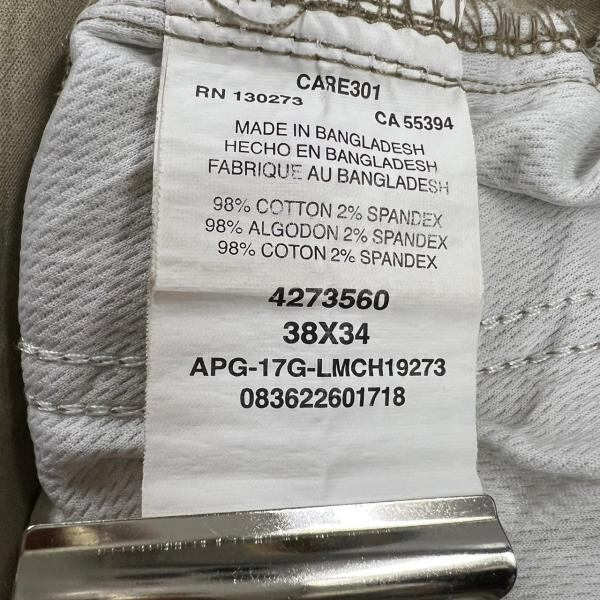 CARE301
RN 130273 CA 55394
MADE IN BANGLADESH
HECHO EN BANGLADESH
FABRIQUE AU BANGLADESH
98% COTTON 2% SPANDEX
98% ALGODON 2% SPANDEX
98% COTON 2% SPANDEX
4273560
38X34
APG-17G-LMCH19273
083622601718